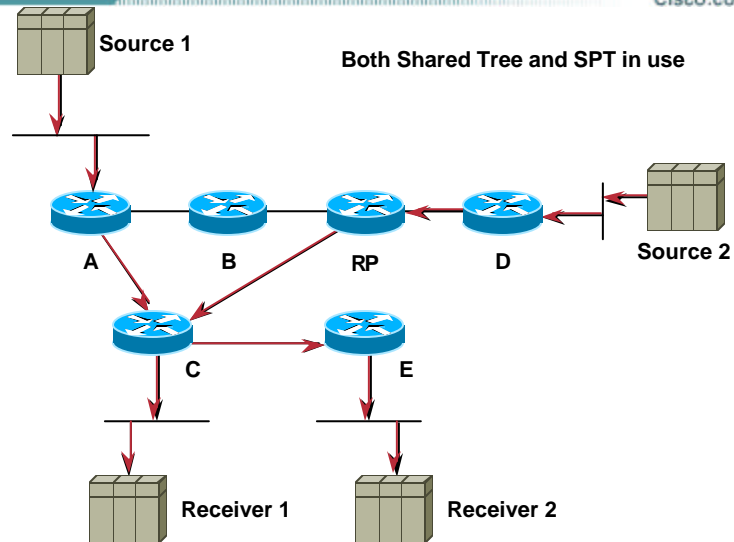 Source 1
Both Shared Tree and SPT in use
A
B
RP
D
Source 2
C
E
Receiver 1
Receiver 2